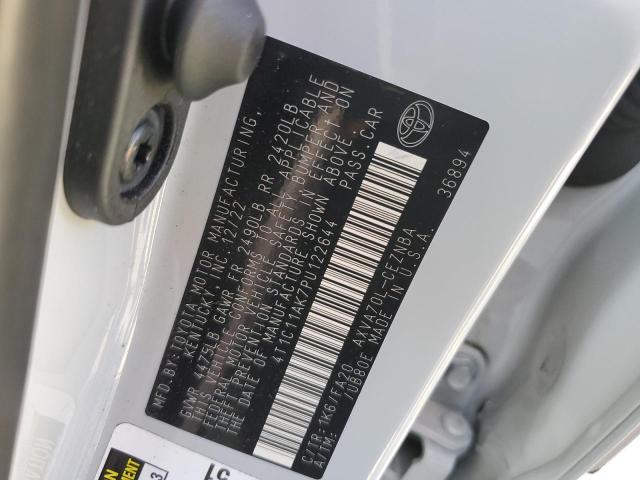 MFD. BY: TOYOTA MOTOR MANUFACTURING,
KENTUCKY, INC. 12/22
GVWR 4475LB GAWR FR 2490LB RR 2420LB
THIS VEHICLE CONFORMS TO ALL APPLICABLE
FEDERAL MOTOR VEHICLE SAFETY, BUMPER, AND
THEFT PREVENTION STANDARDS IN EFFECT ON
THE DATE OF MANUFACTURE SHOWN ABOVE.
4T1C11AK7PU122644 PASS. CAR
C/TR: 1K6/FA20 AXVA70L-CEZNBA
A/TM: UB80E MADE IN U.S.A.
36894
LC